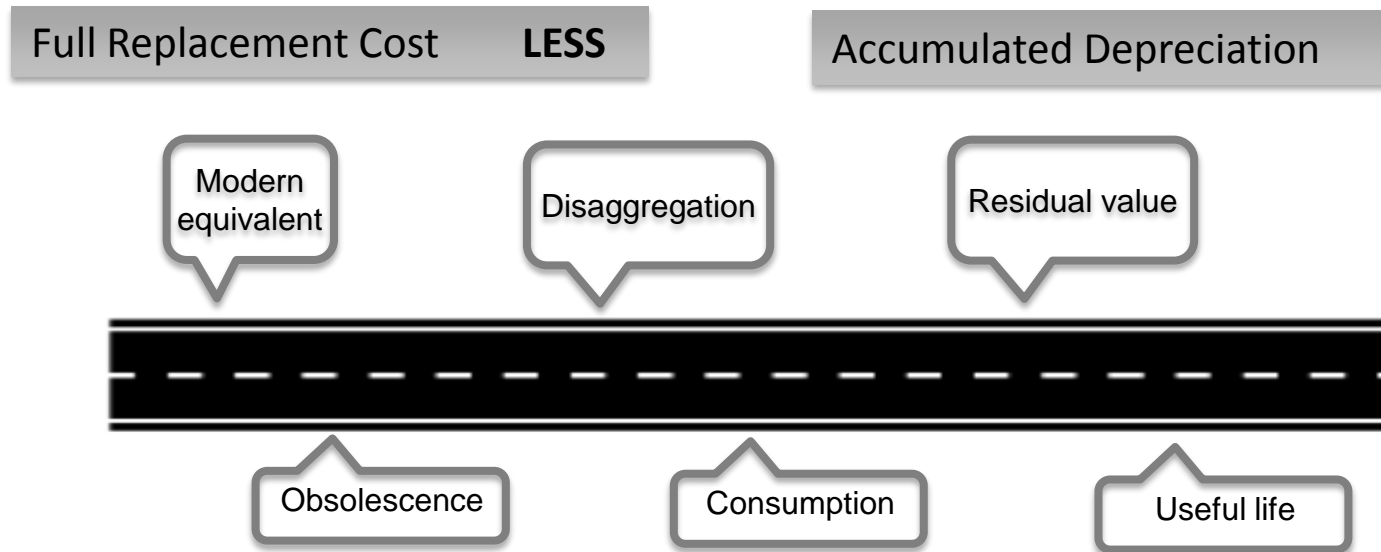 Full Replacement Cost LESS
Accumulated Depreciation
Modern
equivalent
Disaggregation
Residual value
Obsolescence
Consumption
Useful life